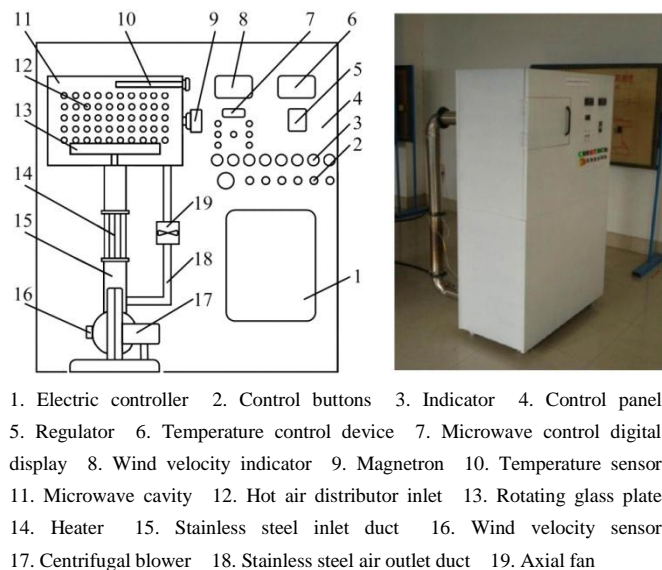 11 10 9 8 7 6
12
5
13
4
3
2
14
19
15
18
16 17
1
1. Electric controller 2. Control buttons 3. Indicator 4. Control panel
5. Regulator 6. Temperature control device 7. Microwave control digital
display 8. Wind velocity indicator 9. Magnetron 10. Temperature sensor
11. Microwave cavity 12. Hot air distributor inlet 13. Rotating glass plate
14. Heater 15. Stainless steel inlet duct 16. Wind velocity sensor
17. Centrifugal blower 18. Stainless steel air outlet duct 19. Axial fan